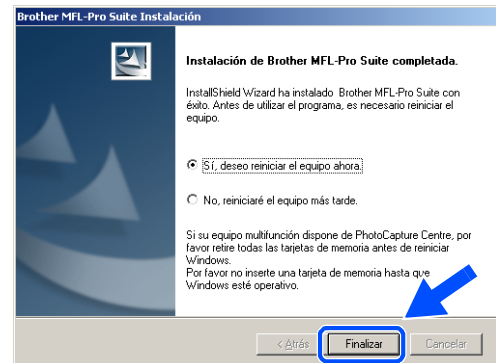 Brother MFL-Pro Suite Instalación
Instalación de Brother MFL-Pro Suite completada.
InstallShield Wizard ha instalado Brother MFL-Pro Suite con
éxito. Antes de utilizar el programa, es necesario reiniciar el
equipo.
Sí, deseo reiniciar el equipo ahora.
No, reiniciaré el equipo más tarde.
Si su equipo multifunción dispone de PhotoCapture Centre, por
favor retire todas las tarjetas de memoria antes de reiniciar
Windows.
Por favor no inserte una tarjeta de memoria hasta que
Windows esté operativo.
< Atrás Finalizar Cancelar